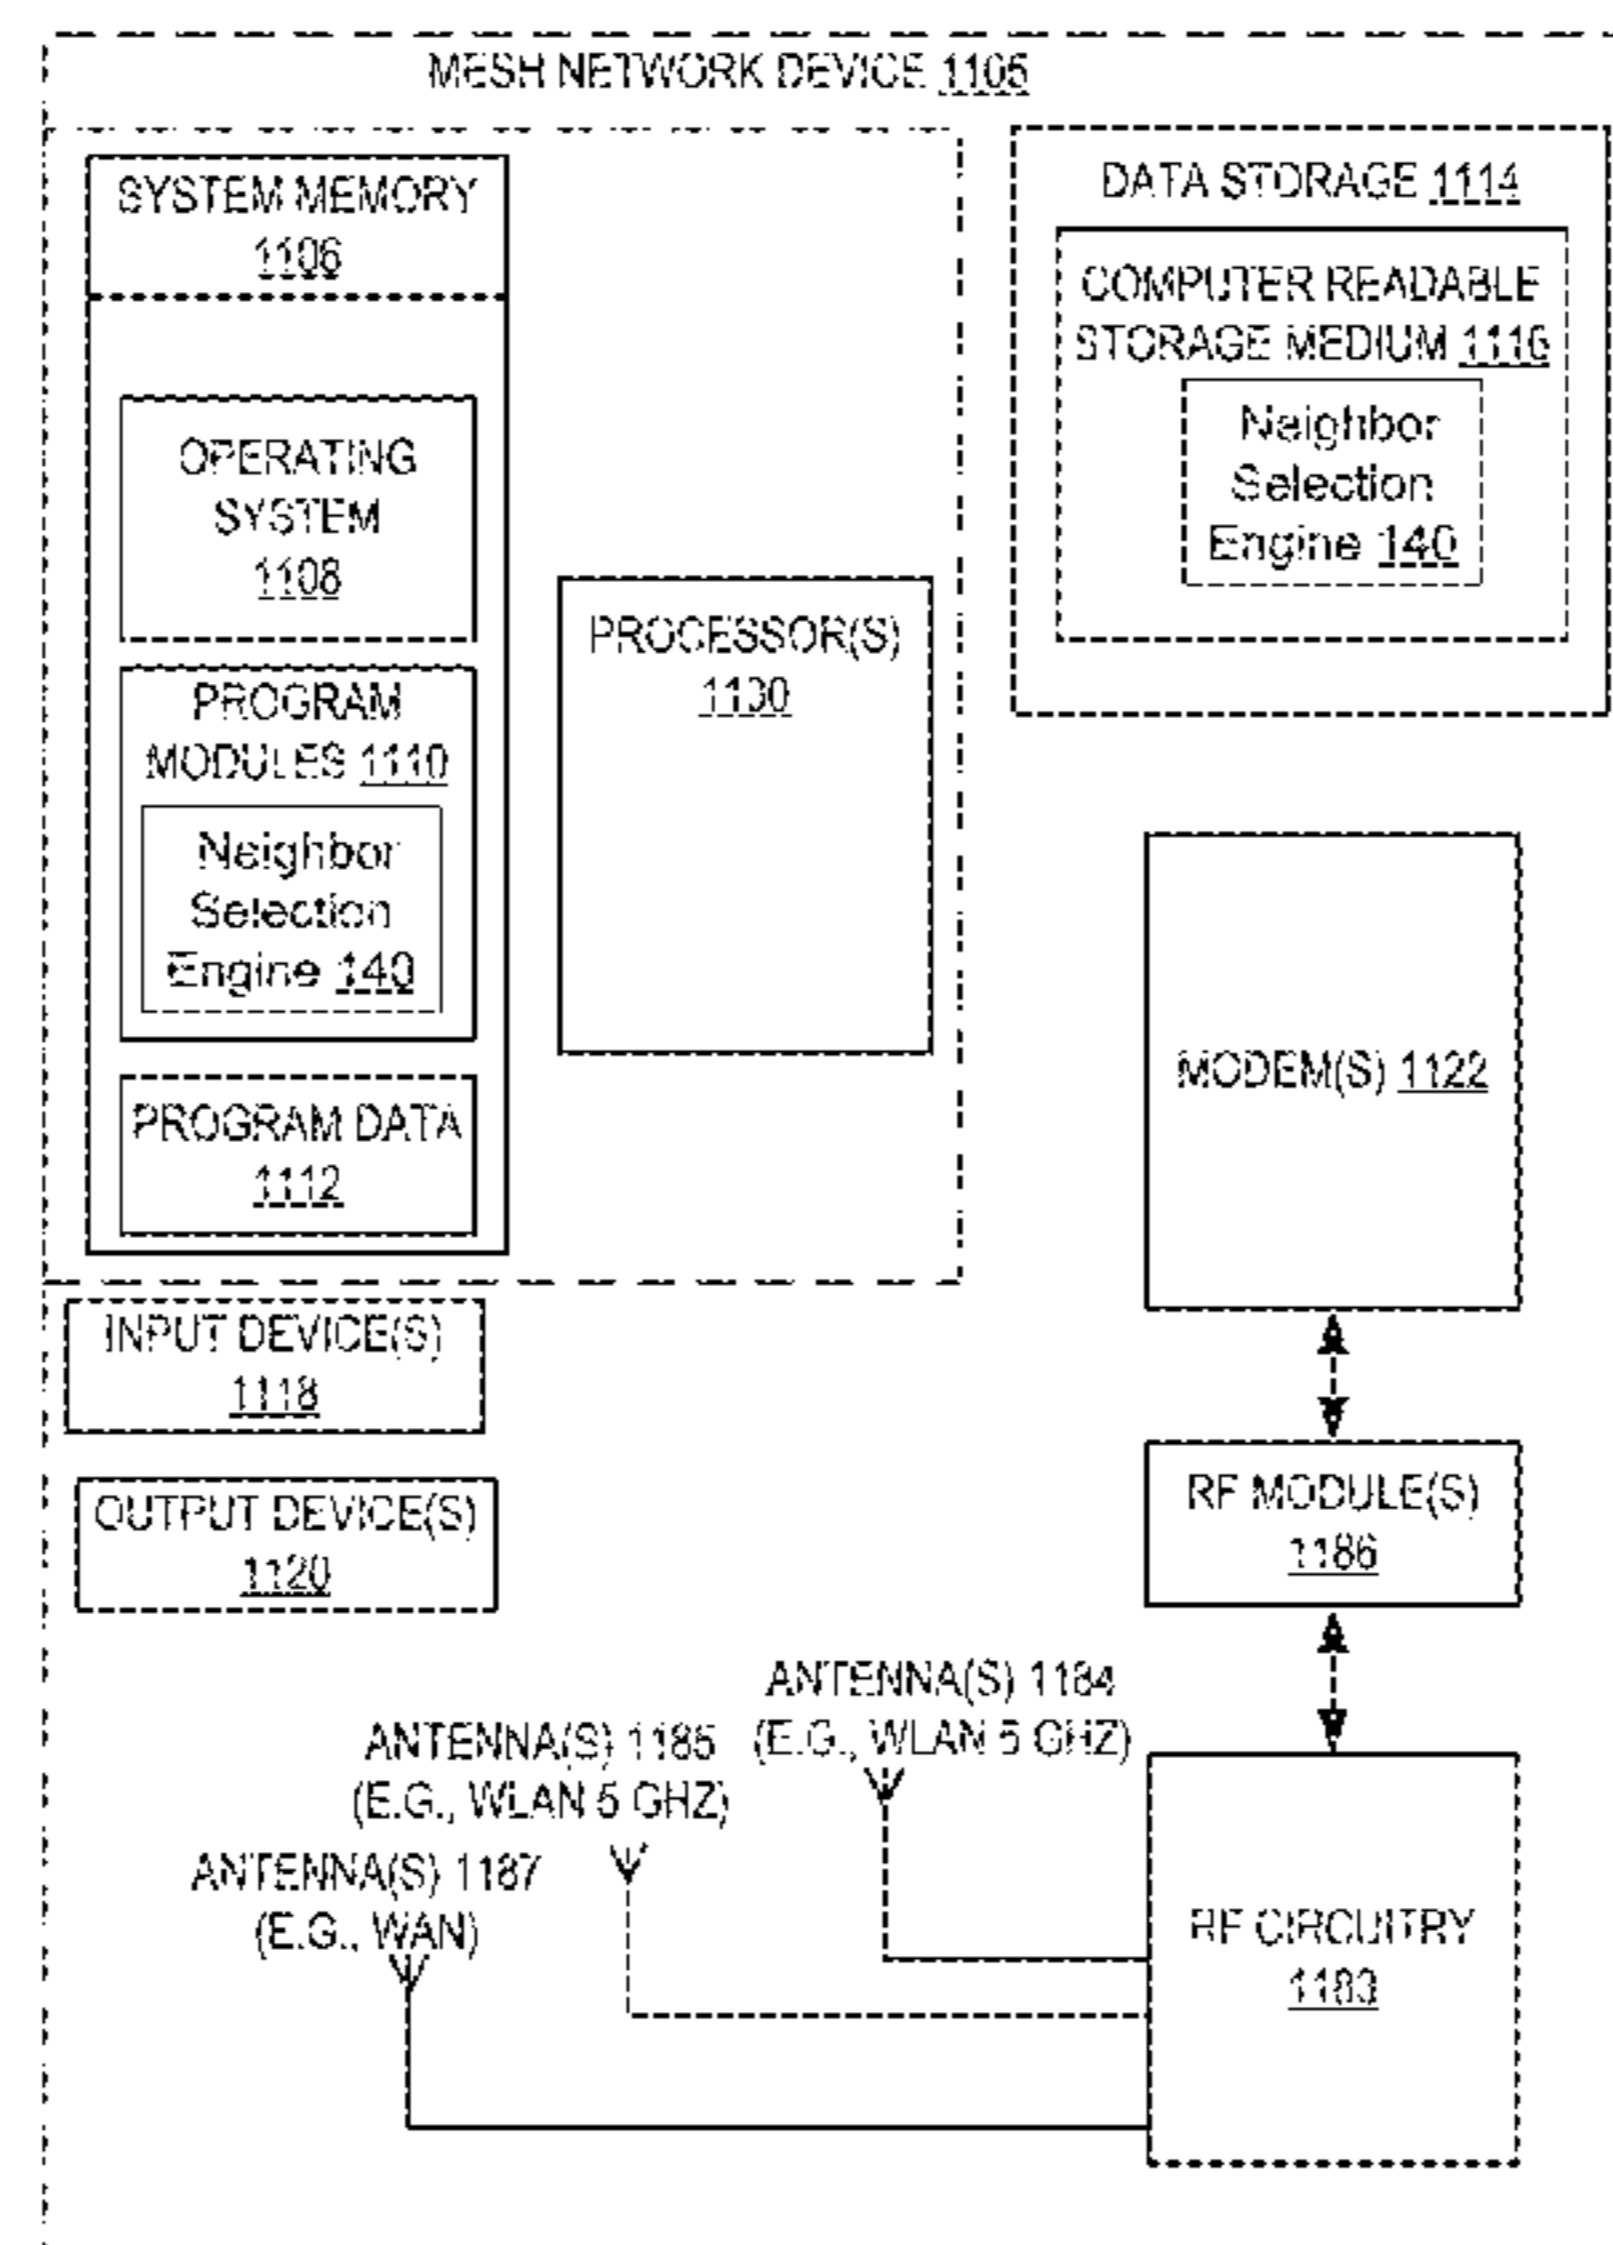 MESH NETWORK DEVICE 1105
SYSTEM MEMORY
1106
OPERATING
SYSTEM
1108
PROGRAM
MODULES 1110
Neighbor
Selection
Engine 140
PROGRAM DATA
1112
PROCESSOR(S)
1130
DATA STORAGE 1114
COMPUTER READABLE
STORAGE MEDIUM 1116
Neighbor
Selection
Engine 140
MODEM(S) 1122
INPUT DEVICE(S)
1118
OUTPUT DEVICE(S)
1120
RF MODULE(S)
1186
ANTENNA(S) 1184
(E.G., WLAN 5 GHZ)
ANTENNA(S) 1185
(E.G., WLAN 5 GHZ)
ANTENNA(S) 1187
(E.G., WAN)
RF CIRCUITRY
1183